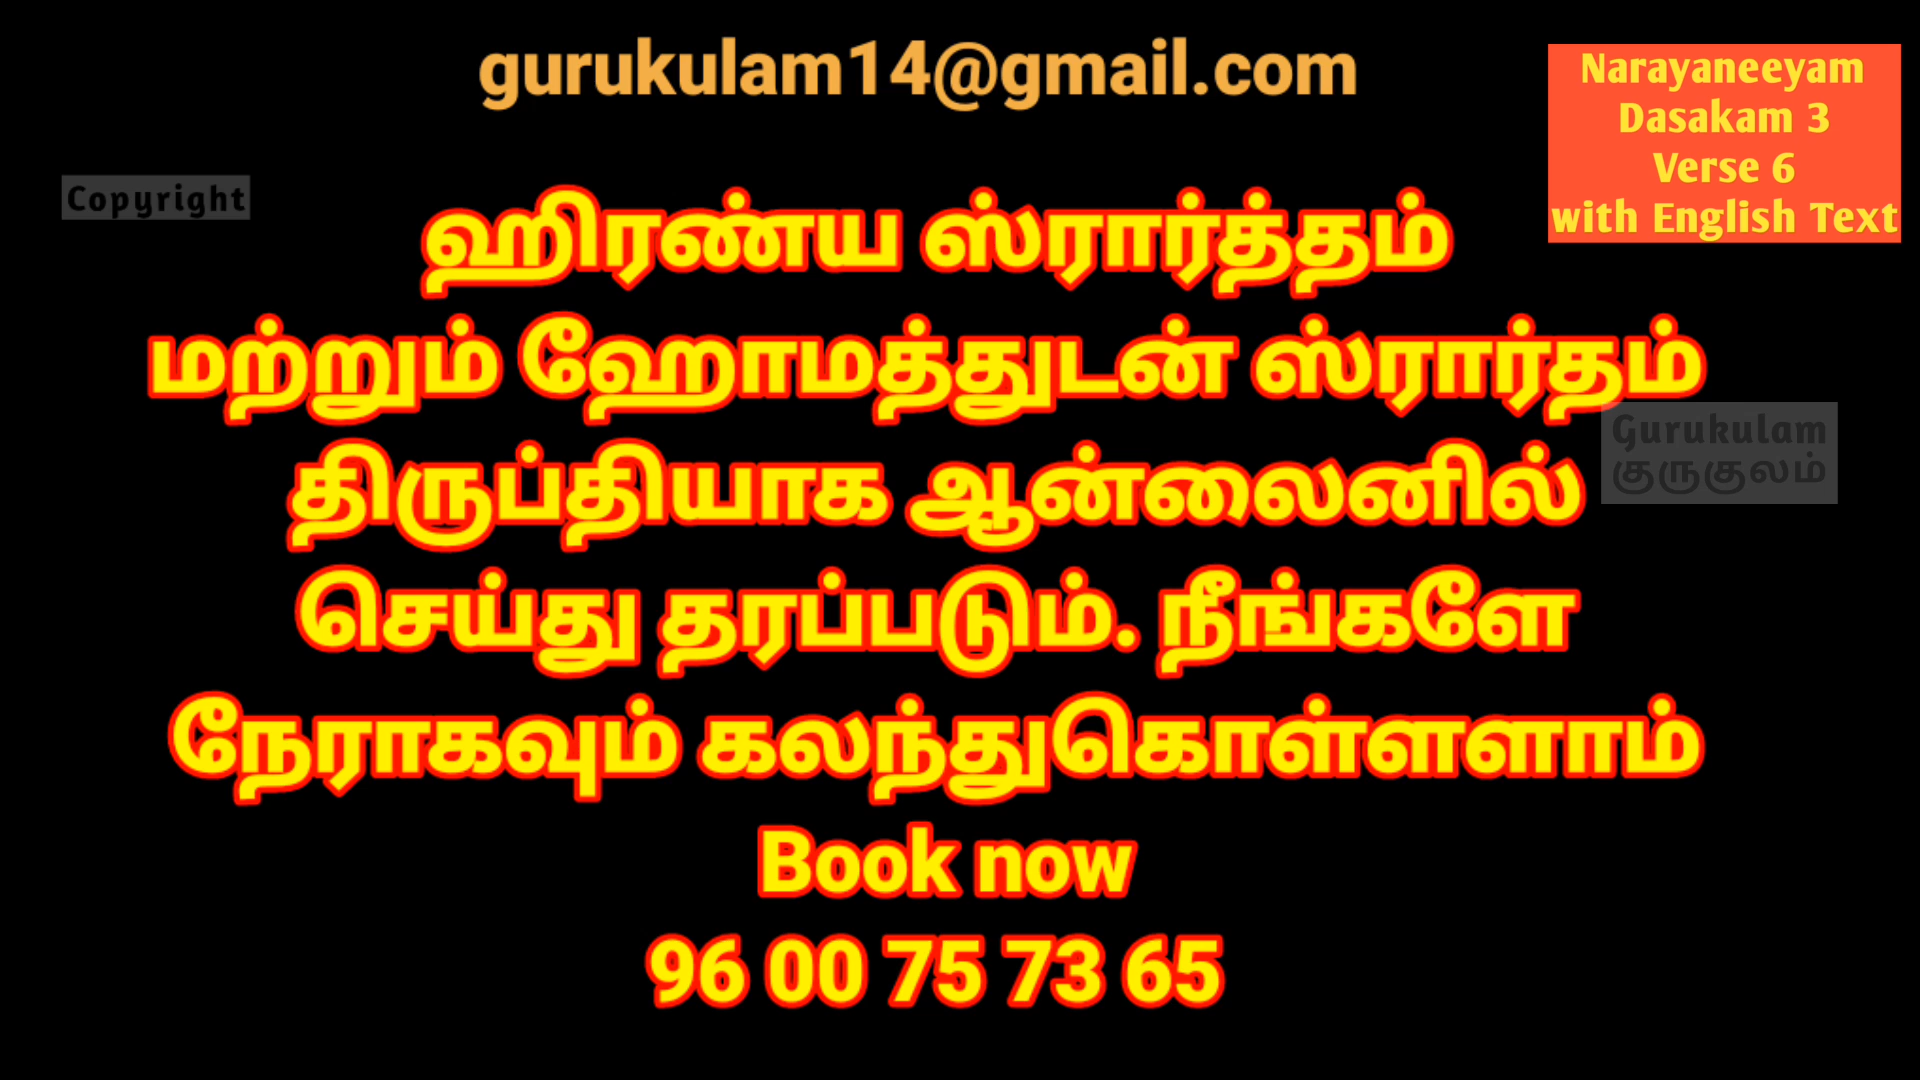 gurukulam14@gmail.com
Narayaneeyam
Dasakam 3
Verse 6
with English Text
Copyright
ஹிரண்ய ஸ்ரார்த்தம்
மற்றும் ஹோமத்துடன் ஸ்ரார்தம்
Gurukulam
குருகுலம்
திருப்தியாக ஆன்லைனில்
செய்து தரப்படும். நீங்களே
நேராகவும் கலந்துகொள்ளளாம்
Book now
96 00 75 73 65